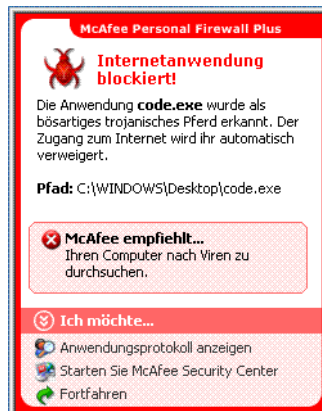 McAfee Personal Firewall Plus
Internetanwendung
blockiert!
Die Anwendung code.exe wurde als
bösartiges trojanisches Pferd erkannt. Der
Zugang zum Internet wird ihr automatisch
verweigert.
Pfad: C:\WINDOWS\Desktop\code.exe
McAfee empfiehlt...
Ihren Computer nach Viren zu
durchsuchen.
Ich möchte...
Anwendungsprotokoll anzeigen
Starten Sie McAfee Security Center
Fortfahren